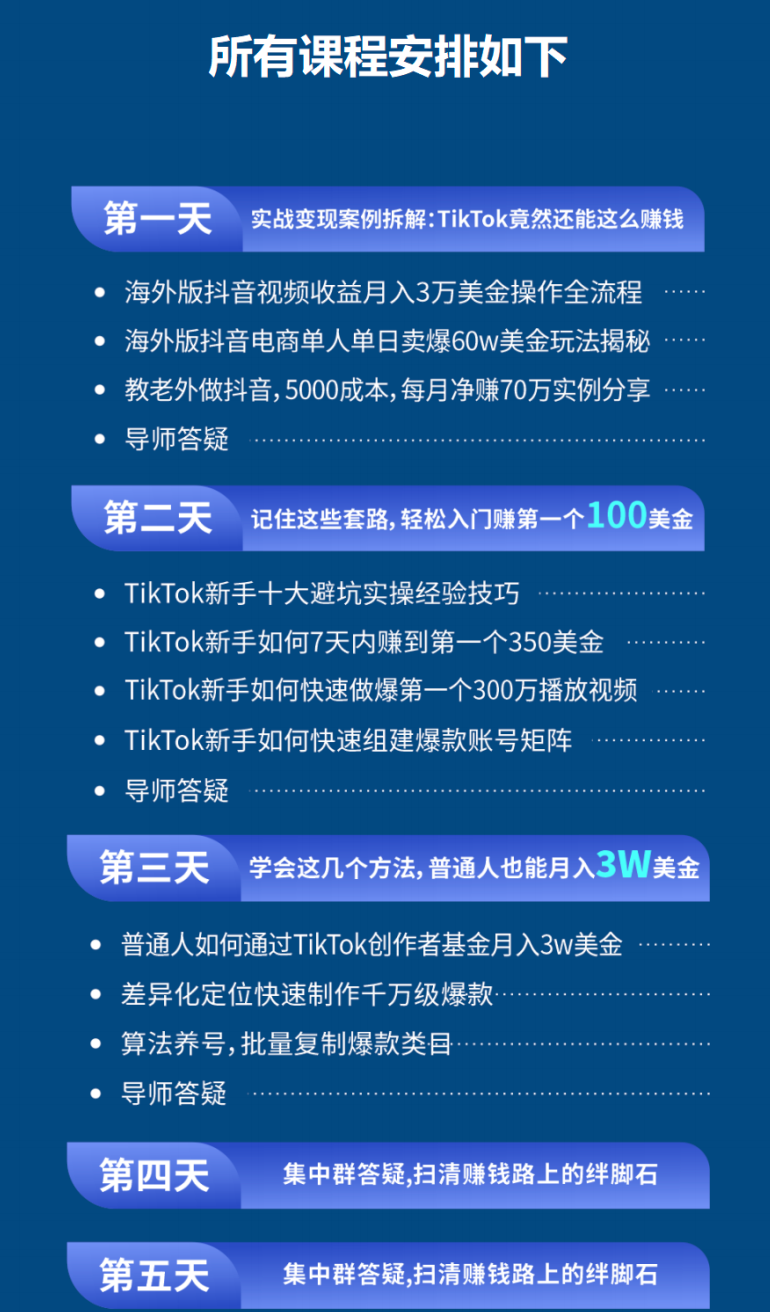 所有课程安排如下
第一天 实战变现案例拆解:TikTok竟然还能这么赚钱
海外版抖音视频收益月入3万美金操作全流程
海外版抖音电商单人单日卖爆60w美金玩法揭秘
教老外做抖音,5000成本,每月净赚70万实例分享
导师答疑
第二天 记住这些套路,轻松入门赚第一个100美金
TikTok新手十大避坑实操经验技巧
TikTok新手如何7天内赚到第一个350美金
TikTok新手如何快速做爆第一个300万播放视频
TikTok新手如何快速组建爆款账号矩阵
导师答疑
第三天 学会这几个方法,普通人也能月入3W美金
普通人如何通过TikTok创作者基金月入3w美金
差异化定位快速制作千万级爆款
算法养号,批量复制爆款类目
导师答疑
第四天 集中群答疑,扫清赚钱路上的绊脚石
第五天 集中群答疑,扫清赚钱路上的绊脚石